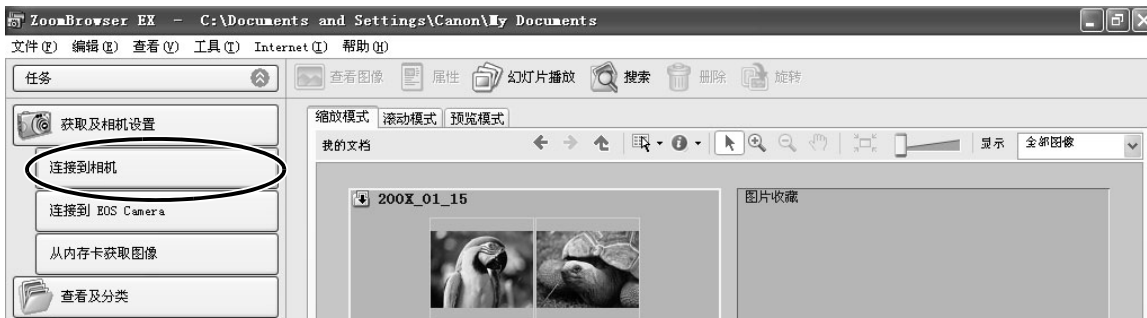 ZoomBrowser EX - C:\Documents and Settings\Canon\My Documents
文件(F) 编辑(E) 查看(V) 工具(T) Internet(I) 帮助(H)
任务
查看图像 属性 幻灯片播放 搜索 删除 旋转
获取及相机设置
缩放模式 滚动模式 预览模式
我的文档
显示 全部图像
连接到相机
200X_01_15
图片收藏
连接到 EOS Camera
从内存卡获取图像
查看及分类